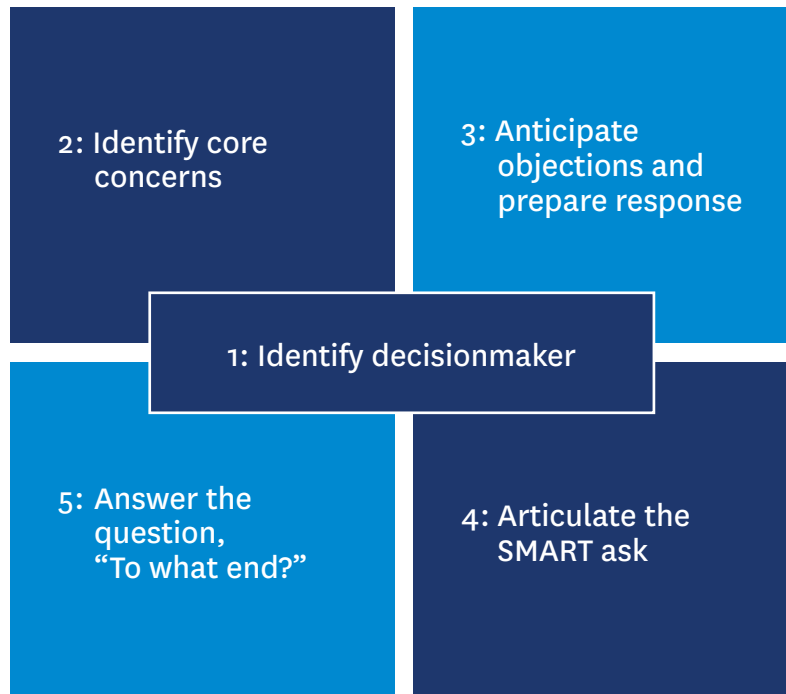 2: Identify core
concerns
3: Anticipate
objections and
prepare response
1: Identify decisionmaker
5: Answer the
question,
“To what end?”
4: Articulate the
SMART ask